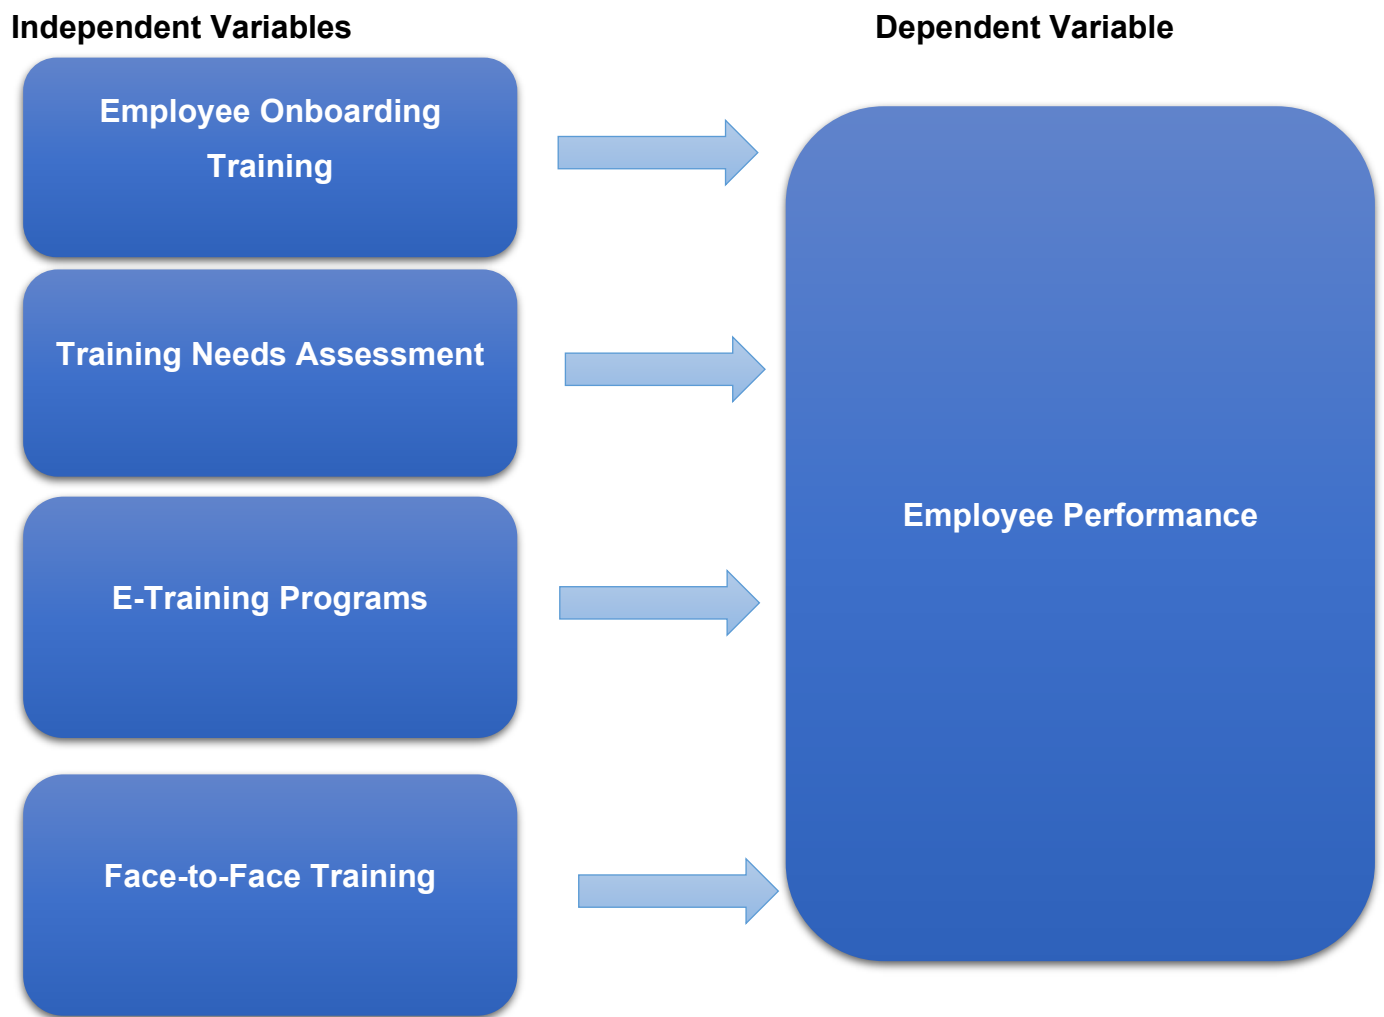 Independent Variables
Dependent Variable
Employee Onboarding
Training
Training Needs Assessment
Employee Performance
E-Training Programs
Face-to-Face Training